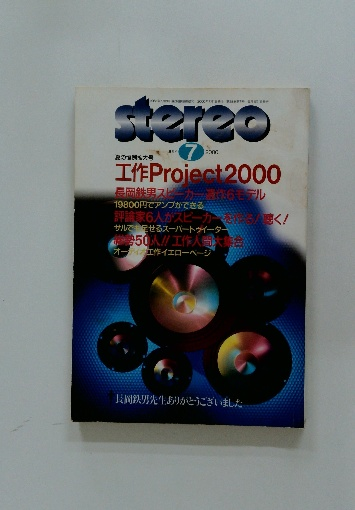 stereo
7
2000
工作Project2000
長岡鉄男スピーカー遺作6モデル
19800円でアンプができる
評論家6人がスピーカーを作る!聴く!
サルでも
せるスーパートゥイーター
50人!!工作人間大集合
オーディオ工作イエローページ
長岡鉄男先生ありがとうございました